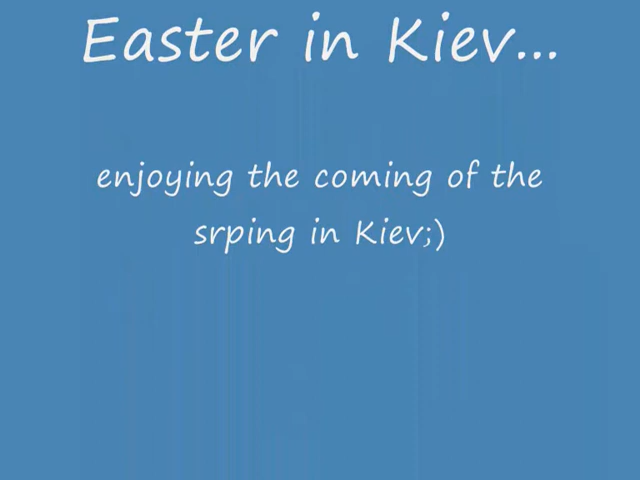 Easter in Kiev...
enjoying the coming of the
srping in Kiev;)